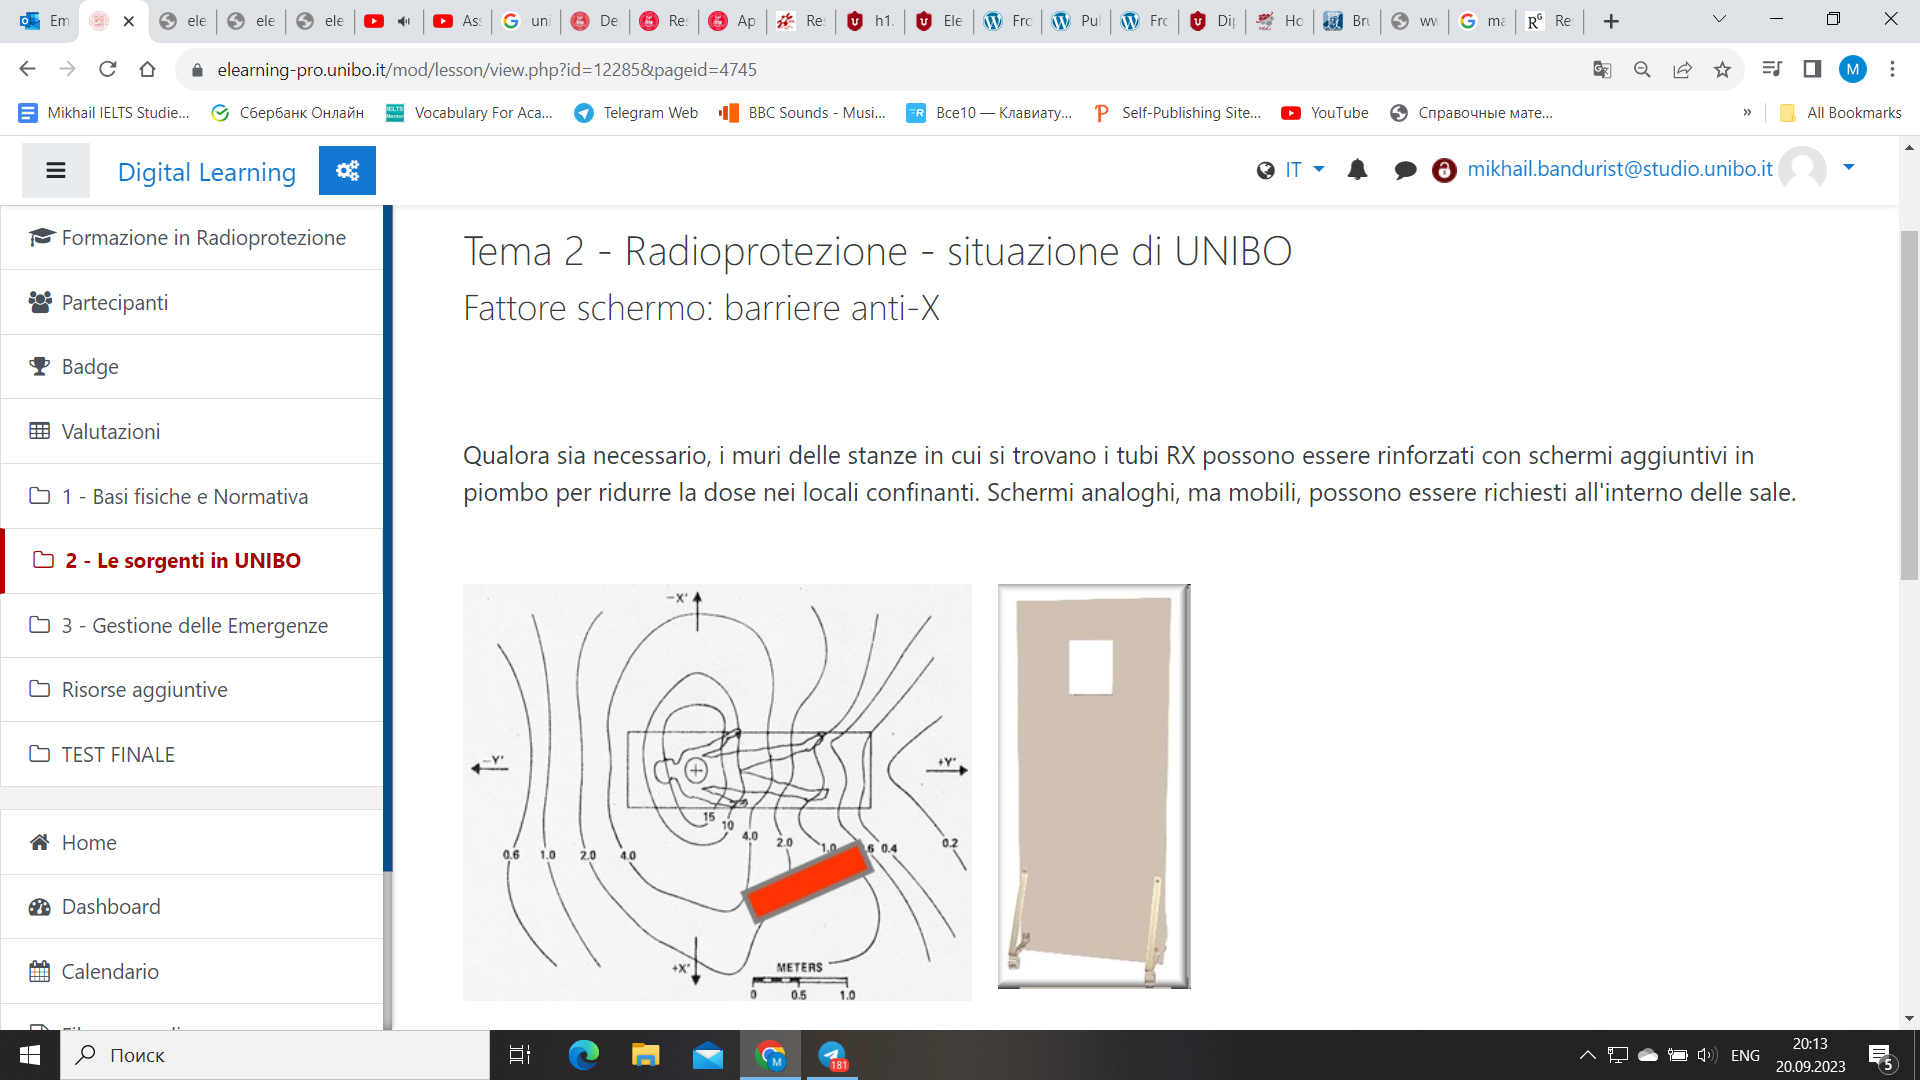 Em
ele
ele
ele
Ass
uni
De
Re
Ap
Res
h1.
Ele
Fro
Pul
Fro
Dip
Ho
Bru
ww
ma
Re
elearning-pro.unibo.it/mod/lesson/view.php?id=12285&pageid=4745
M
Mikhail IELTS Studie...
Сбербанк Онлайн
Vocabulary For Aca...
Telegram Web
BBC Sounds - Musi...
Все10 — Клавиату...
Self-Publishing Site...
YouTube
Справочные мате...
»
All Bookmarks
Digital Learning
IT
mikhail.bandurist@studio.unibo.it
Formazione in Radioprotezione
Partecipanti
Badge
Valutazioni
1 - Basi fisiche e Normativa
2 - Le sorgenti in UNIBO
3 - Gestione delle Emergenze
Risorse aggiuntive
TEST FINALE
Home
Dashboard
Calendario
Tema 2 - Radioprotezione - situazione di UNIBO
Fattore schermo: barriere anti-X
Qualora sia necessario, i muri delle stanze in cui si trovano i tubi RX possono essere rinforzati con schermi aggiuntivi in
piombo per ridurre la dose nei locali confinanti. Schermi analoghi, ma mobili, possono essere richiesti all'interno delle sale.
-X'
-Y'
+Y'
15
10
4.0
2.0
1.0
.6
0.4
0.2
0.6
1.0
2.0
4.0
+X'
METERS
0 0.5 1.0
Поиск
M
181
ENG
20:13
20.09.2023
5